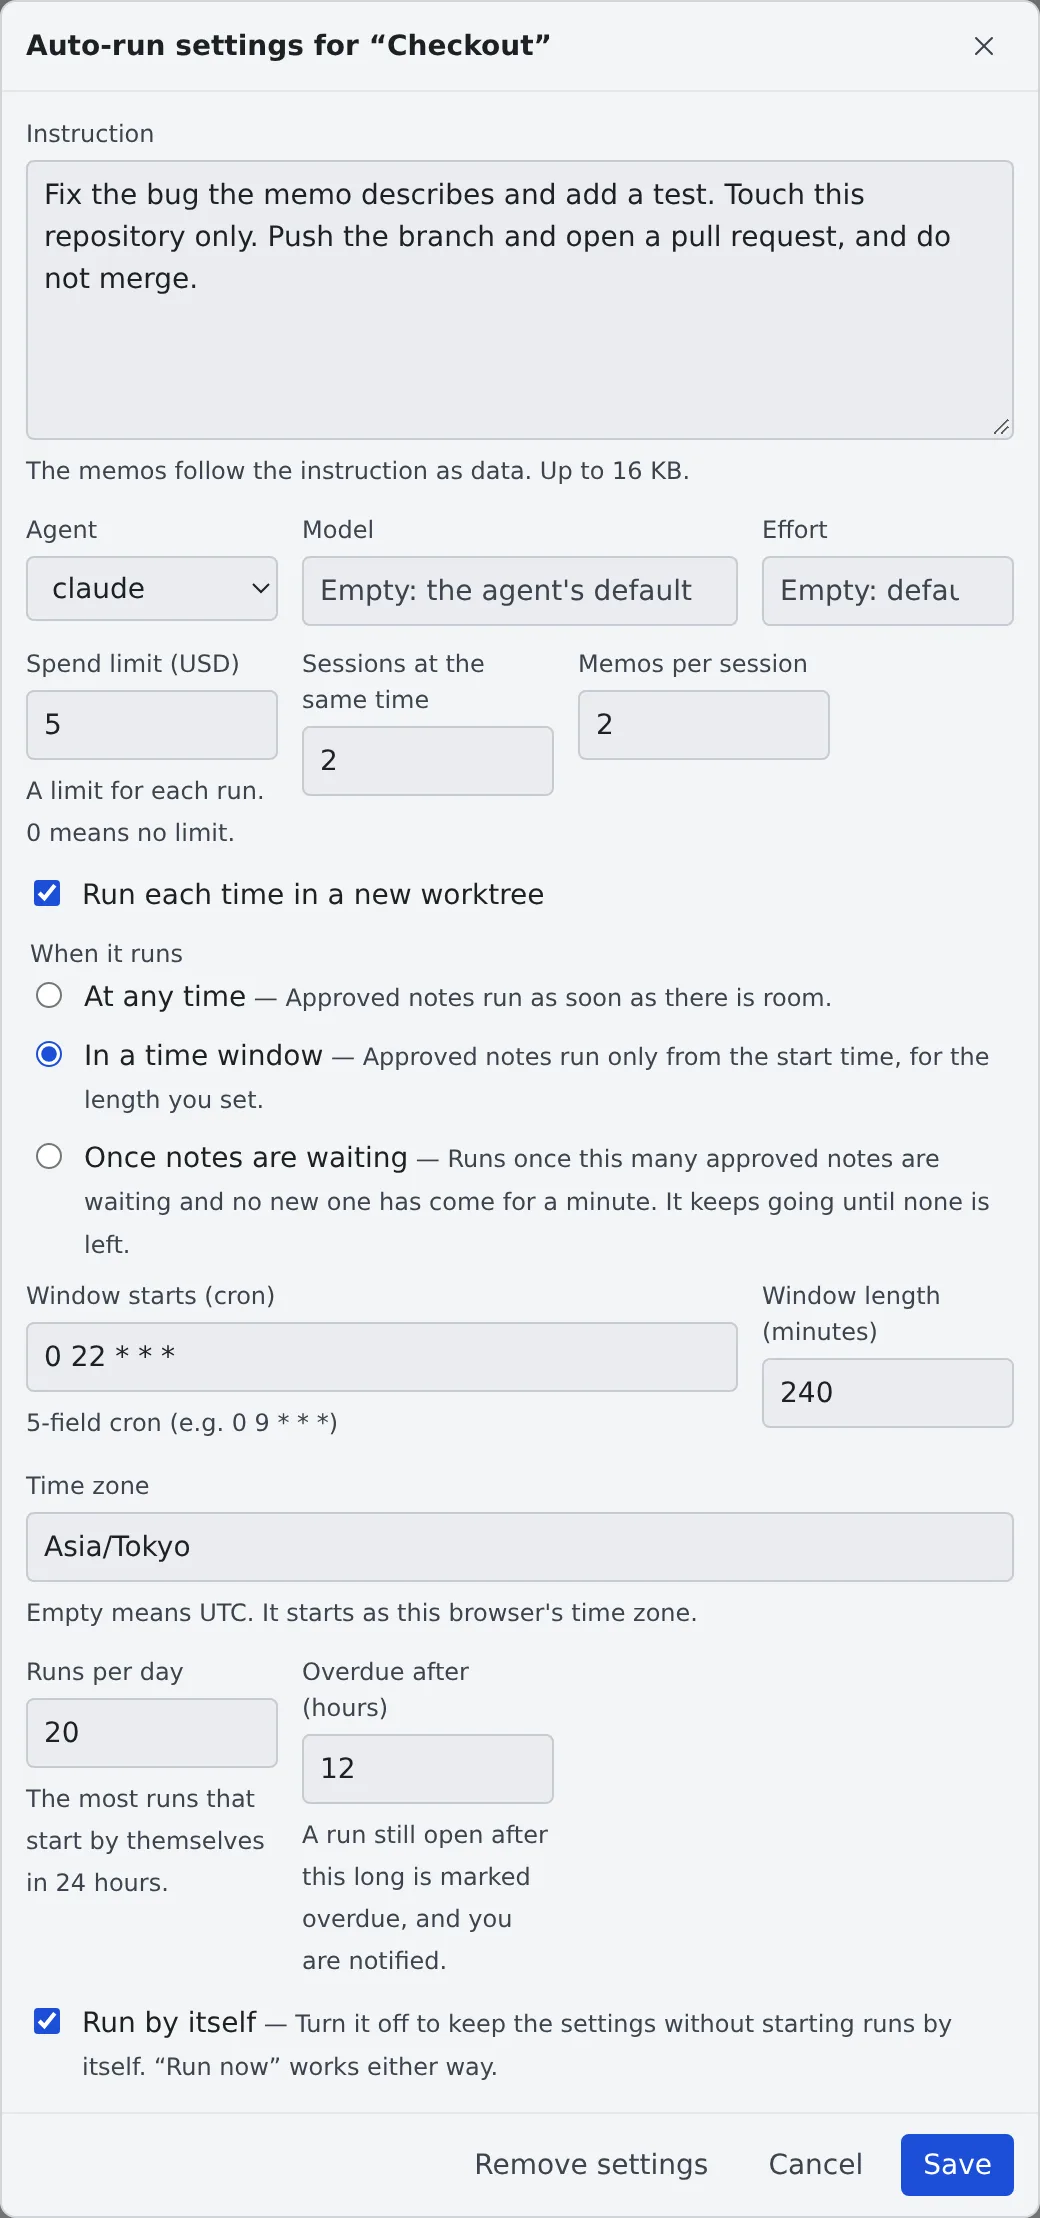 Auto-run settings for “Checkout”
Instruction
Fix the bug the memo describes and add a test. Touch this
repository only. Push the branch and open a pull request, and do
not merge.
The memos follow the instruction as data. Up to 16 KB.
Agent
Model
Effort
claude
Empty: the agent's default
Empty: defau
Spend limit (USD)
Sessions at the
same time
Memos per session
5
2
2
A limit for each run.
0 means no limit.
Run each time in a new worktree
When it runs
At any time — Approved notes run as soon as there is room.
In a time window — Approved notes run only from the start time, for the
length you set.
Once notes are waiting — Runs once this many approved notes are
waiting and no new one has come for a minute. It keeps going until none is
left.
Window starts (cron)
Window length
(minutes)
0 22 * * *
240
5-field cron (e.g. 0 9 * * *)
Time zone
Asia/Tokyo
Empty means UTC. It starts as this browser's time zone.
Runs per day
Overdue after
(hours)
20
12
The most runs that
start by themselves
in 24 hours.
A run still open after
this long is marked
overdue, and you
are notified.
Run by itself — Turn it off to keep the settings without starting runs by
itself. “Run now” works either way.
Remove settings
Cancel
Save